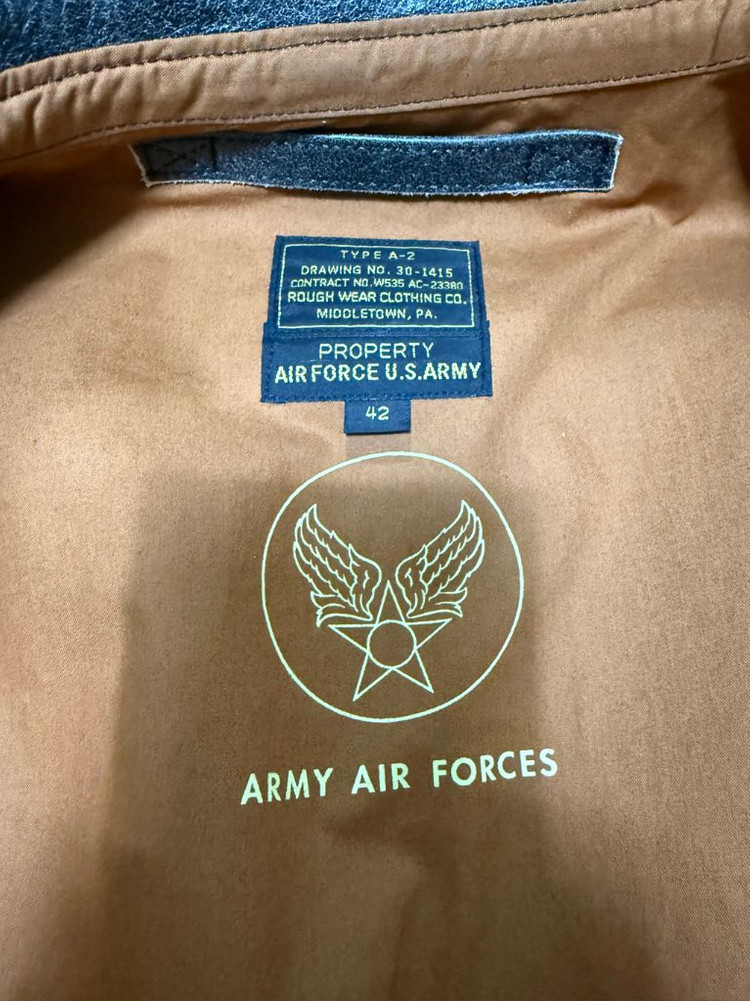 TYPE A-2
DRAWING NO. 30-1415
CONTRACT NO. W535 AC-23380
ROUGH WEAR CLOTHING CO.
MIDDLETOWN, PA.
PROPERTY
AIR FORCE U.S. ARMY
42
ARMY AIR FORCES